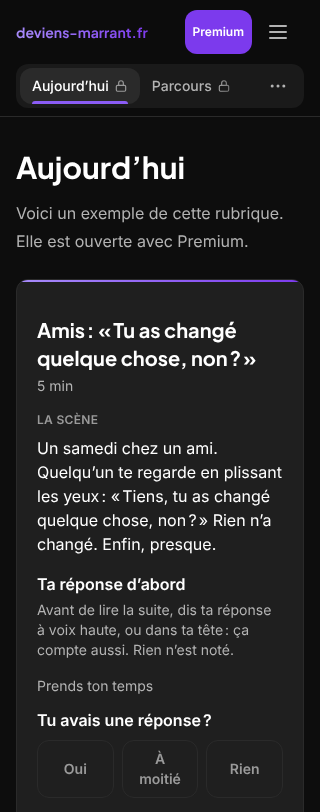 deviens-marrant.fr
Premium
Aujourd’hui
Parcours
Aujourd’hui
Voici un exemple de cette rubrique.
Elle est ouverte avec Premium.
Amis : « Tu as changé
quelque chose, non ? »
5 min
LA SCÈNE
Un samedi chez un ami.
Quelqu’un te regarde en plissant
les yeux : « Tiens, tu as changé
quelque chose, non ? » Rien n’a
changé. Enfin, presque.
Ta réponse d’abord
Avant de lire la suite, dis ta réponse
à voix haute, ou dans ta tête : ça
compte aussi. Rien n’est noté.
Prends ton temps
Tu avais une réponse ?
Oui
À
moitié
Rien